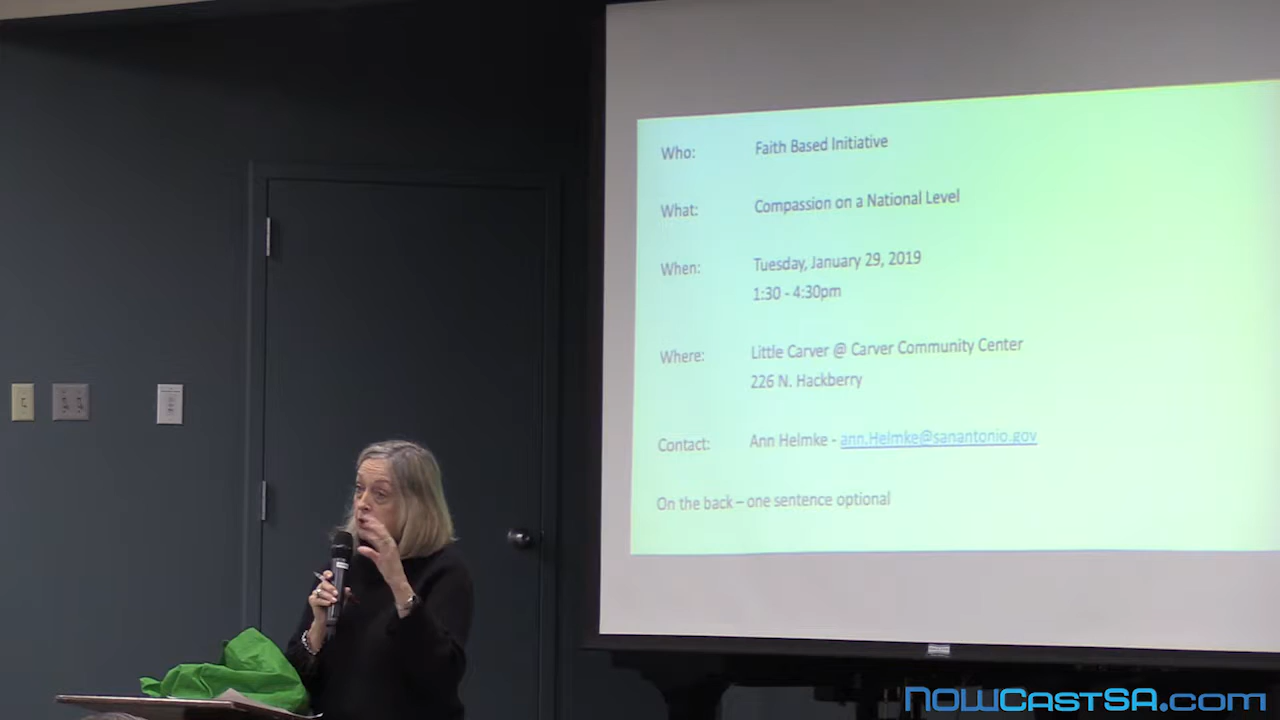 Who: Faith Based Initiative
What: Compassion on a National Level
When: Tuesday, January 29, 2019
1:30 - 4:30pm
Where: Little Carver @ Carver Community Center
226 N. Hackberry
Contact: Ann Helmke - ann.Helmke@sanantonio.gov
On the back – one sentence optional
NOWCASTSA.com